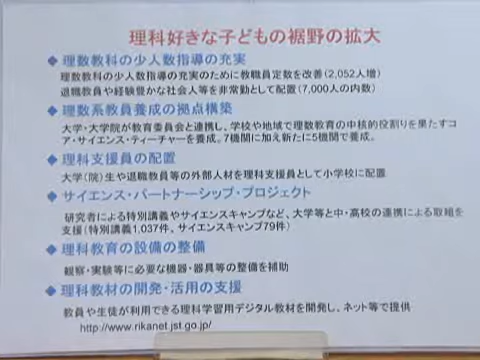 理科好きな子どもの裾野の拡大
◆ 理数教科の少人数指導の充実
理数教科の少人数指導の充実のために教職員定数を改善(2,052人増)
退職教員や経験豊かな社会人等を非常勤として配置(7,000人の内数)
◆ 理数系教員養成の拠点構築
大学・大学院が教育委員会と連携し、学校や地域で理数教育の中核的役割りを果たすコ
ア・サイエンス・ティーチャーを養成。7機関に加え新たに5機関で養成。
◆ 理科支援員の配置
大学(院)生や退職教員等の外部人材を理科支援員として小学校に配置
◆ サイエンス・パートナーシップ・プロジェクト
研究者による特別講義やサイエンスキャンプなど、大学等と中・高校の連携による取組を
支援(特別講義1,037件、サイエンスキャンプ79件)
◆ 理科教育の設備の整備
観察・実験等に必要な機器・器具等の整備を補助
◆ 理科教材の開発・活用の支援
教員や生徒が利用できる理科学習用デジタル教材を開発し、ネット等で提供
http://www.rikanet.jst.go.jp/